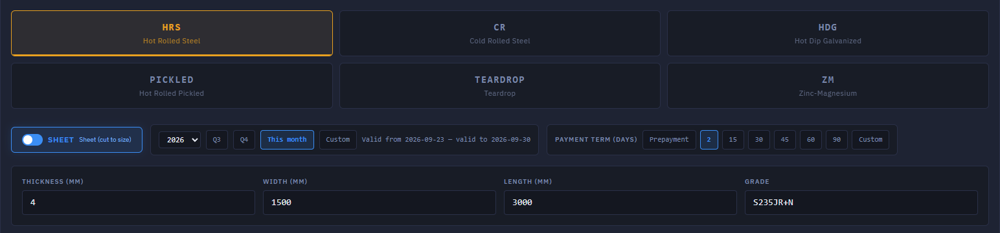 HRS CR HDG
Hot Rolled Steel Cold Rolled Steel Hot Dip Galvanized
PICKLED TEARDROP ZM
Hot Rolled Pickled Teardrop Zinc-Magnesium
SHEET Sheet (cut to size) 2026 Q3 Q4 This month Custom Valid from 2026-09-23 — valid to 2026-09-30 PAYMENT TERM (DAYS) Prepayment 2 15 30 45 60 90 Custom
THICKNESS (MM) WIDTH (MM) LENGTH (MM) GRADE
4 1500 3000 S235JR+N